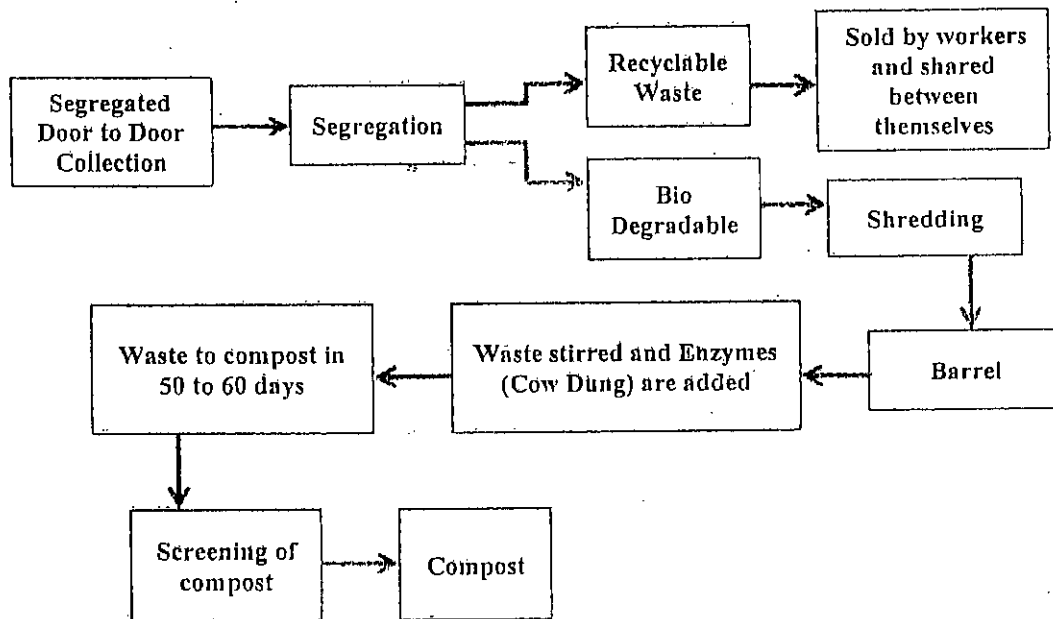 Segregated
Door to Door
Collection
Segregation
Recyclable
Waste
Sold by workers
and shared
between
themselves
Bio
Degradable
Shredding
Barrel
Waste stirred and Enzymes
(Cow Dung) are added
Waste to compost in
50 to 60 days
Screening of
compost
Compost